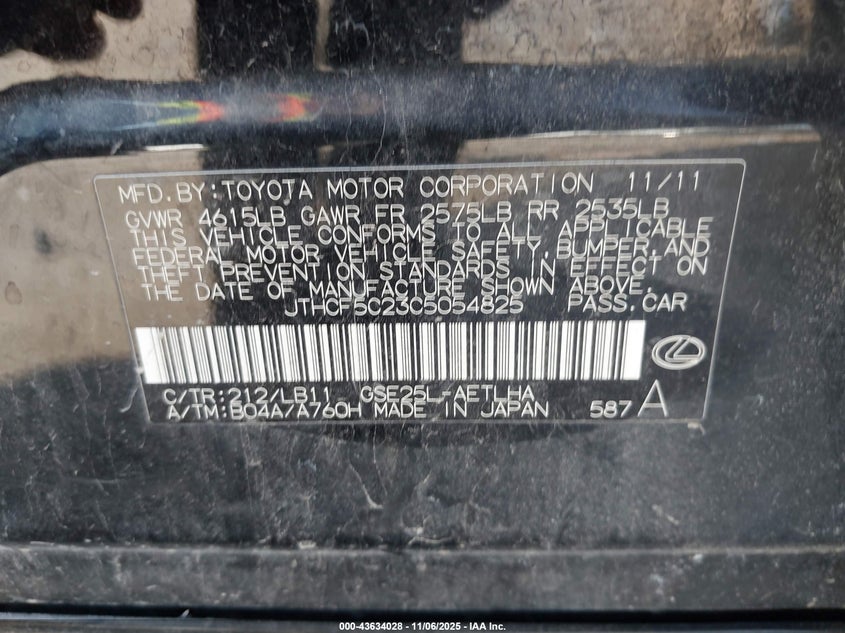 MFD.BY:TOYOTA MOTOR CORPORATION 11/11
GVWR 4615LB GAWR FR 2575LB RR 2535LB
THIS VEHICLE CONFORMS TO ALL APPLICABLE
FEDERAL MOTOR VEHICLE SAFETY,BUMPER,AND
THEFT PREVENTION STANDARDS IN EFFECT ON
THE DATE OF MANUFACTURE SHOWN ABOVE.
JTHCF5C23C5054825 PASS.CAR
C/TR:212/LB11 GSE25L-AETLHA
A/TM:B04A/A760H MADE IN JAPAN 587 A
000-43634028 - 11/06/2025 - IAA Inc.